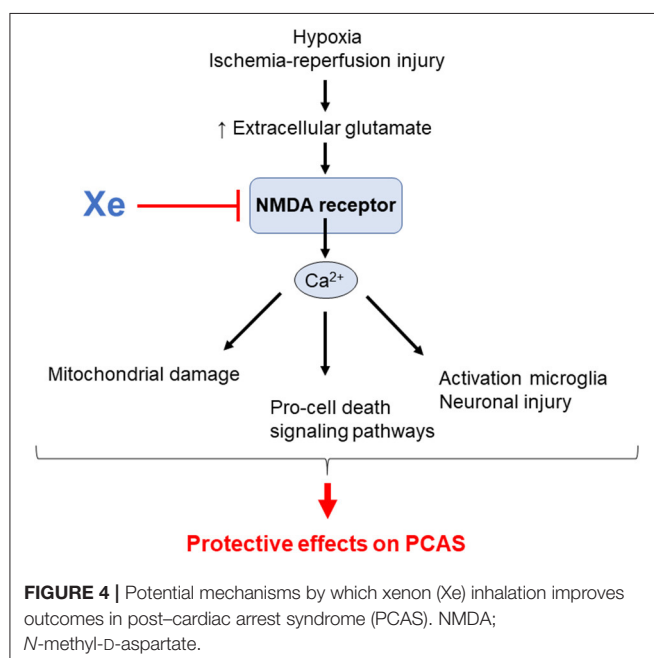 Hypoxia
Ischemia-reperfusion injury
↑ Extracellular glutamate
Xe
NMDA receptor
Ca²⁺
Mitochondrial damage
Pro-cell death
signaling pathways
Activation microglia
Neuronal injury
Protective effects on PCAS
FIGURE 4 | Potential mechanisms by which xenon (Xe) inhalation improves
outcomes in post–cardiac arrest syndrome (PCAS). NMDA;
N-methyl-D-aspartate.